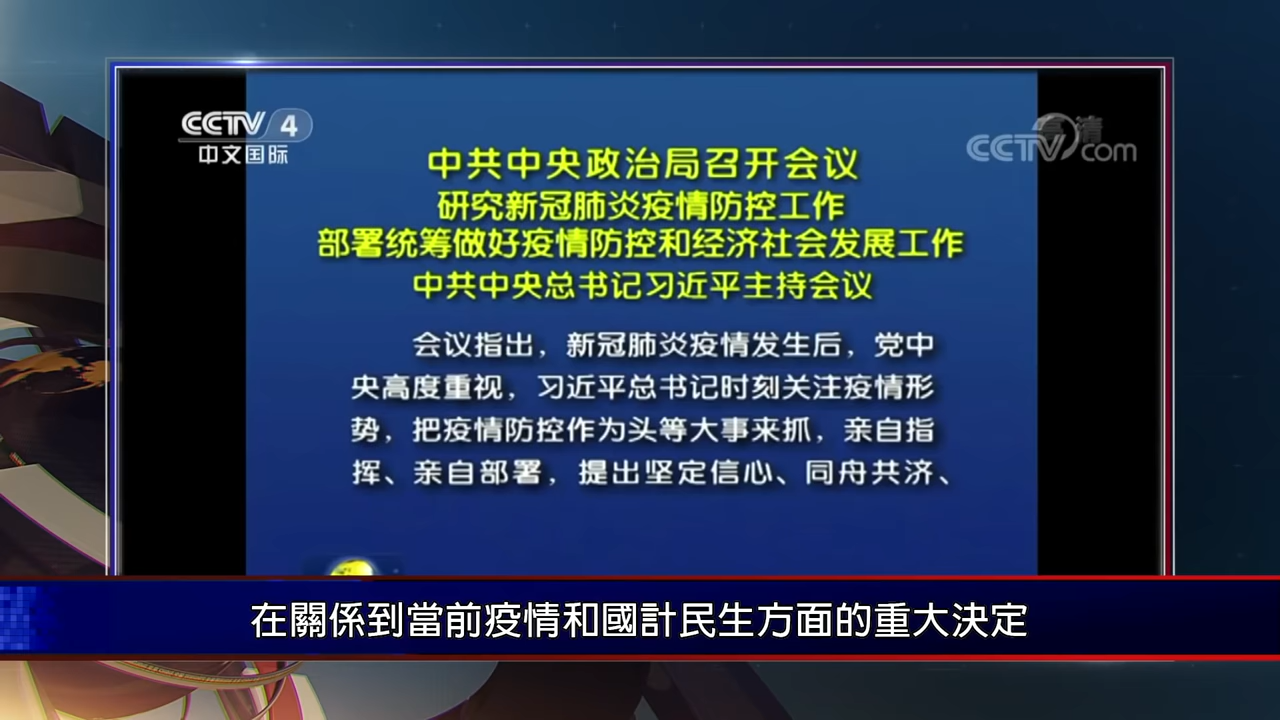 CCTV 4
中文国际
高清
CCTV.com
中共中央政治局召开会议
研究新冠肺炎疫情防控工作
部署统筹做好疫情防控和经济社会发展工作
中共中央总书记习近平主持会议
会议指出，新冠肺炎疫情发生后，党中
央高度重视，习近平总书记时刻关注疫情形
势，把疫情防控作为头等大事来抓，亲自指
挥、亲自部署，提出坚定信心、同舟共济、
在關係到當前疫情和國計民生方面的重大決定